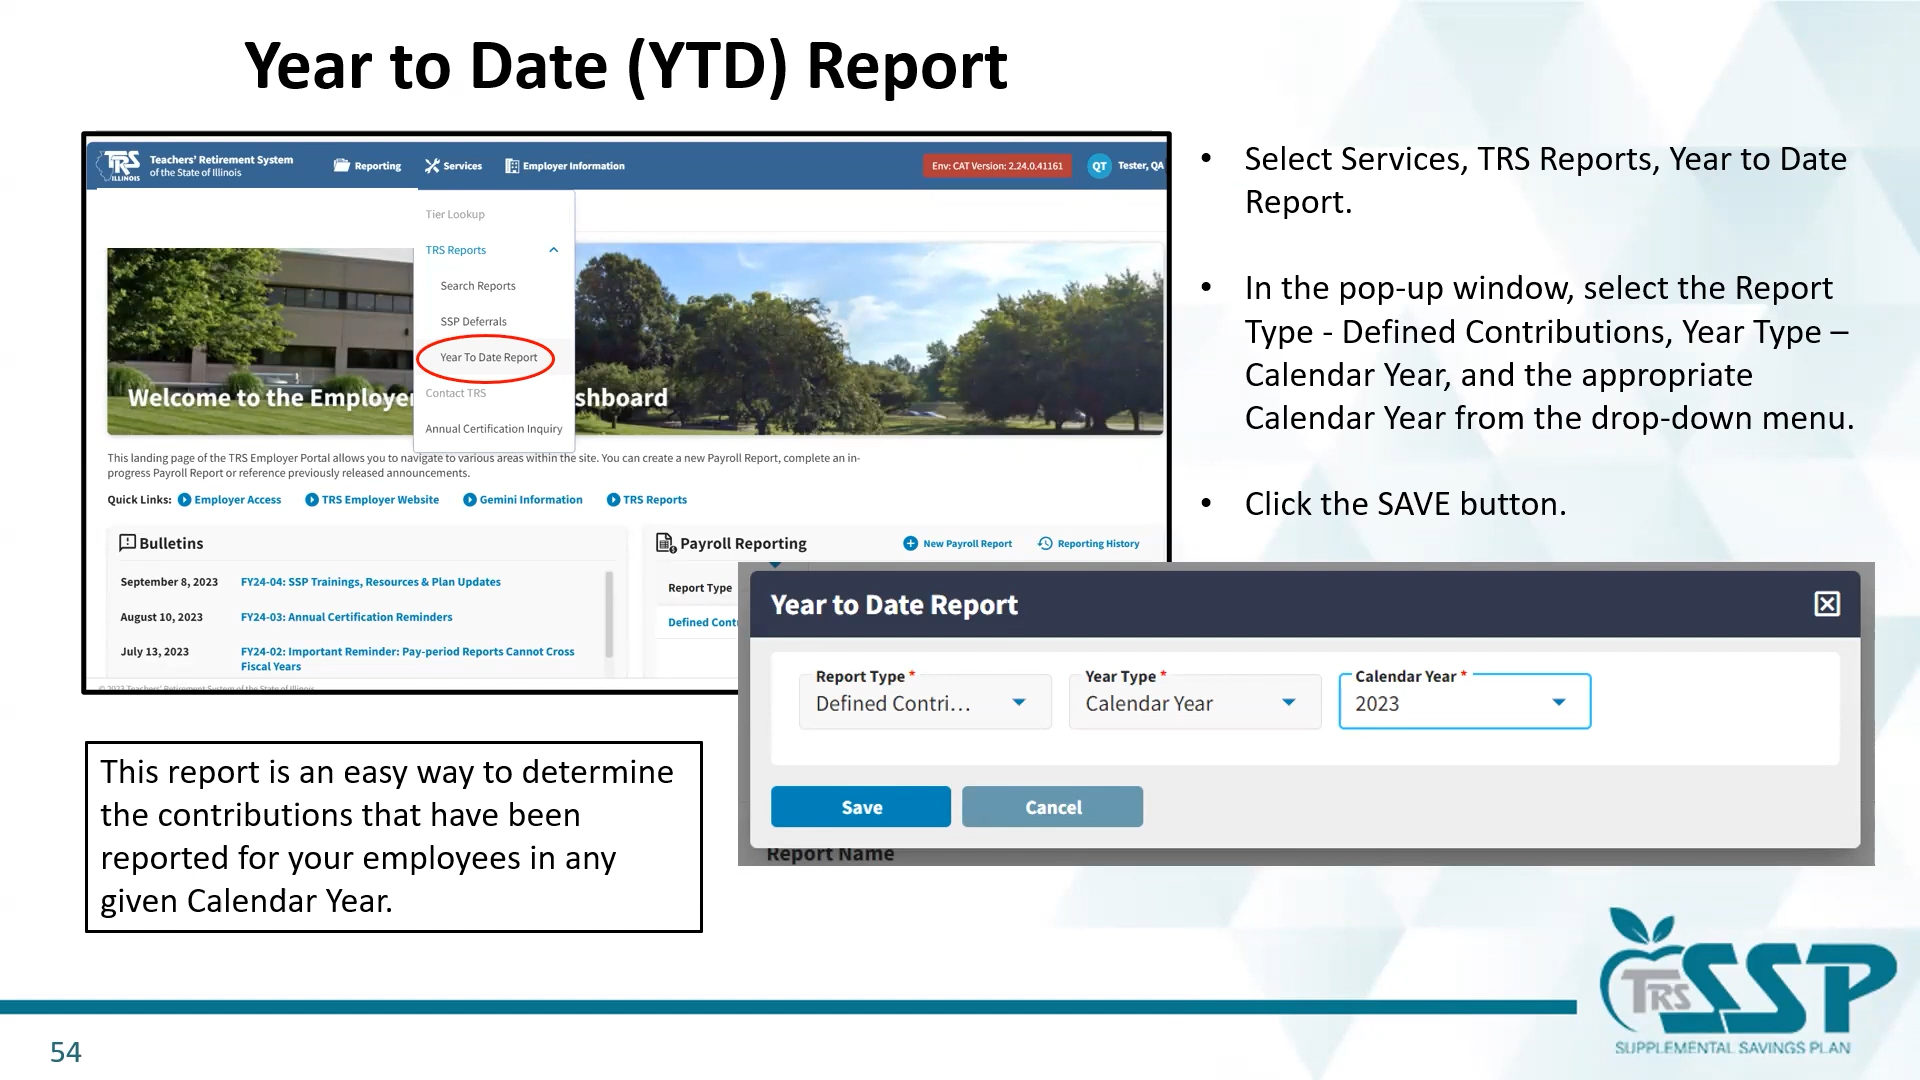 Year to Date (YTD) Report
TRS
ILLINOIS
Teachers' Retirement System
of the State of Illinois
Reporting
Services
Employer Information
Env: CAT Version: 2.24.0.41161
QT
Tester, QA
Tier Lookup
TRS Reports
Search Reports
SSP Deferrals
Year To Date Report
Contact TRS
Annual Certification Inquiry
Welcome to the Employer
shboard
This landing page of the TRS Employer Portal allows you to navigate to various areas within the site. You can create a new Payroll Report, complete an in-
progress Payroll Report or reference previously released announcements.
Quick Links: Employer Access TRS Employer Website Gemini Information TRS Reports
Bulletins
September 8, 2023 FY24-04: SSP Trainings, Resources & Plan Updates
August 10, 2023 FY24-03: Annual Certification Reminders
July 13, 2023 FY24-02: Important Reminder: Pay-period Reports Cannot Cross
Fiscal Years
© 2023 Teachers' Retirement System of the State of Illinois
Payroll Reporting
New Payroll Report
Reporting History
Report Type
Defined Cont
• Select Services, TRS Reports, Year to Date
Report.
• In the pop-up window, select the Report
Type - Defined Contributions, Year Type –
Calendar Year, and the appropriate
Calendar Year from the drop-down menu.
• Click the SAVE button.
Year to Date Report
Report Type *
Defined Contri...
Year Type *
Calendar Year
Calendar Year *
2023
Save
Cancel
Report Name
This report is an easy way to determine
the contributions that have been
reported for your employees in any
given Calendar Year.
TRS SSP
SUPPLEMENTAL SAVINGS PLAN
54